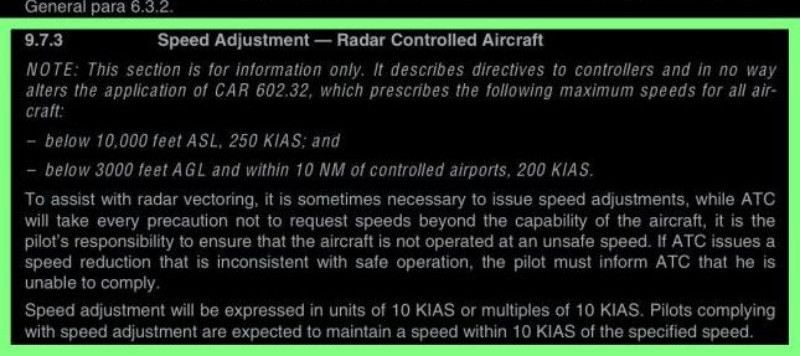 General para 6.3.2.
9.7.3 Speed Adjustment — Radar Controlled Aircraft
NOTE: This section is for information only. It describes directives to controllers and in no way
alters the application of CAR 602.32, which prescribes the following maximum speeds for all air-
craft:
– below 10,000 feet ASL, 250 KIAS; and
– below 3000 feet AGL and within 10 NM of controlled airports, 200 KIAS.
To assist with radar vectoring, it is sometimes necessary to issue speed adjustments, while ATC
will take every precaution not to request speeds beyond the capability of the aircraft, it is the
pilot's responsibility to ensure that the aircraft is not operated at an unsafe speed. If ATC issues a
speed reduction that is inconsistent with safe operation, the pilot must inform ATC that he is
unable to comply.
Speed adjustment will be expressed in units of 10 KIAS or multiples of 10 KIAS. Pilots complying
with speed adjustment are expected to maintain a speed within 10 KIAS of the specified speed.